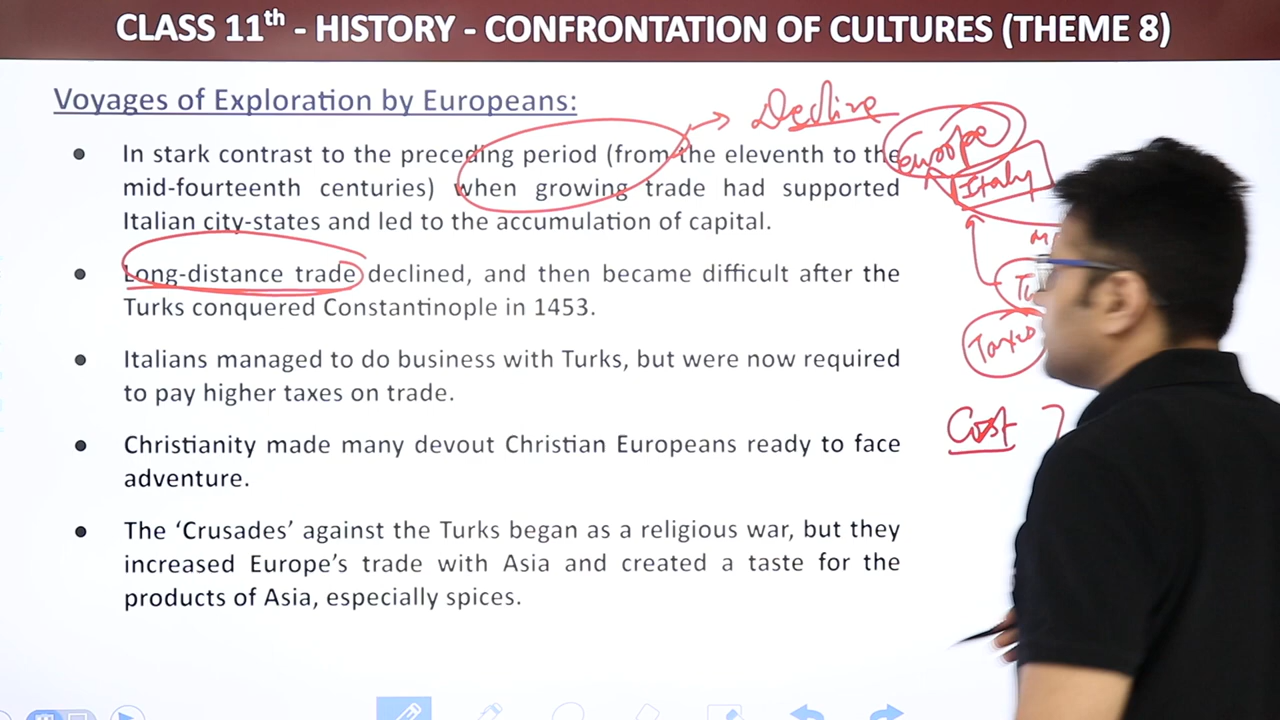 CLASS 11th - HISTORY - CONFRONTATION OF CULTURES (THEME 8)
Voyages of Exploration by Europeans:
Decline
Europe
Italy
• In stark contrast to the preceding period (from the eleventh to the
mid-fourteenth centuries) when growing trade had supported
Italian city-states and led to the accumulation of capital.
• Long-distance trade declined, and then became difficult after the
Turks conquered Constantinople in 1453.
Taxes
• Italians managed to do business with Turks, but were now required
to pay higher taxes on trade.
Cost
• Christianity made many devout Christian Europeans ready to face
adventure.
• The ‘Crusades’ against the Turks began as a religious war, but they
increased Europe’s trade with Asia and created a taste for the
products of Asia, especially spices.